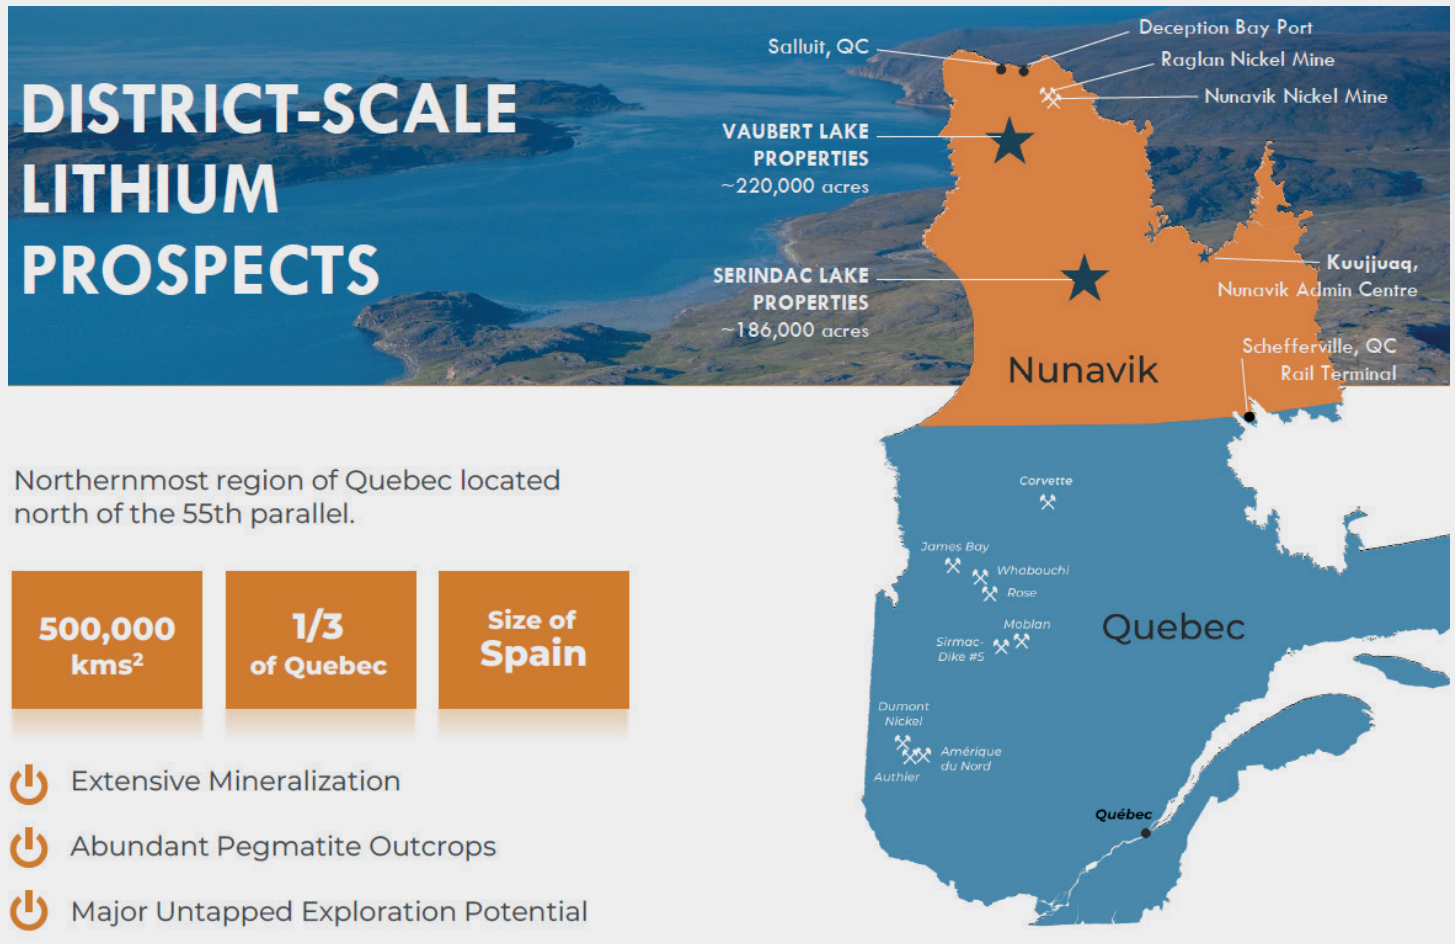 DISTRICT-SCALE
LITHIUM
PROSPECTS
Salluit, QC
Deception Bay Port
Raglan Nickel Mine
Nunavik Nickel Mine
VAUBERT LAKE
PROPERTIES
~220,000 acres
SERINDAC LAKE
PROPERTIES
~186,000 acres
Kuujjuaq,
Nunavik Admin Centre
Schefferville, QC
Rail Terminal
Nunavik
Northernmost region of Quebec located
north of the 55th parallel.
500,000
kms²
1/3
of Quebec
Size of
Spain
Extensive Mineralization
Abundant Pegmatite Outcrops
Major Untapped Exploration Potential
Corvette
James Bay
Whabouchi
Rose
Moblan
Sirmac-
Dike #5
Quebec
Dumont
Nickel
Amérique
du Nord
Authier
Québec